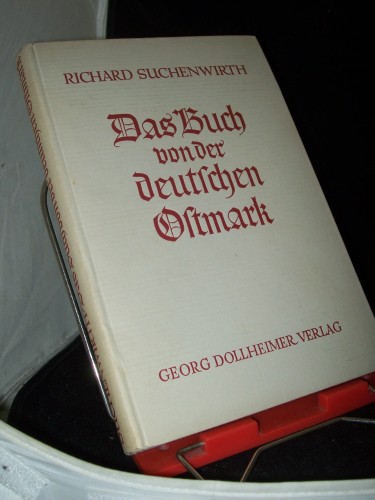 RICHARD SUCHENWIRTH
Das Buch
von der
deutschen
Ostmark
GEORG DOLLHEIMER VERLAG